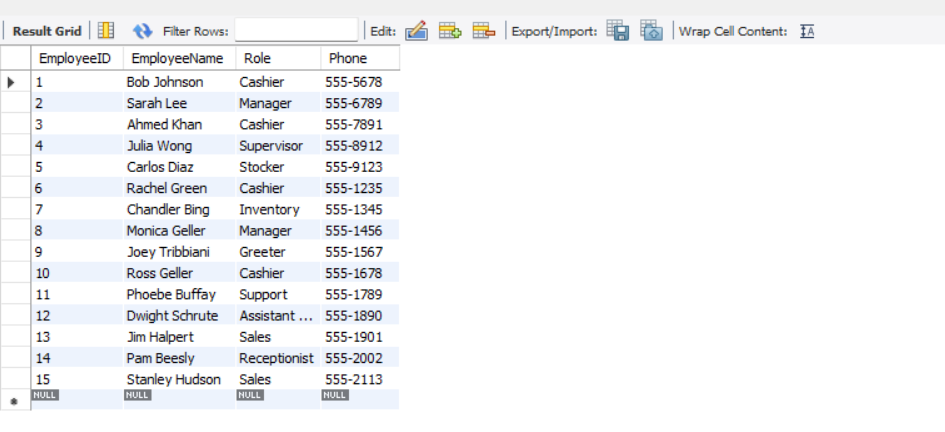 Result Grid Filter Rows: Edit: Export/Import: Wrap Cell Content: IA
EmployeeID EmployeeName Role Phone
1 Bob Johnson Cashier 555-5678
2 Sarah Lee Manager 555-6789
3 Ahmed Khan Cashier 555-7891
4 Julia Wong Supervisor 555-8912
5 Carlos Diaz Stocker 555-9123
6 Rachel Green Cashier 555-1235
7 Chandler Bing Inventory 555-1345
8 Monica Geller Manager 555-1456
9 Joey Tribbiani Greeter 555-1567
10 Ross Geller Cashier 555-1678
11 Phoebe Buffay Support 555-1789
12 Dwight Schrute Assistant ... 555-1890
13 Jim Halpert Sales 555-1901
14 Pam Beesly Receptionist 555-2002
15 Stanley Hudson Sales 555-2113
NULL NULL NULL NULL